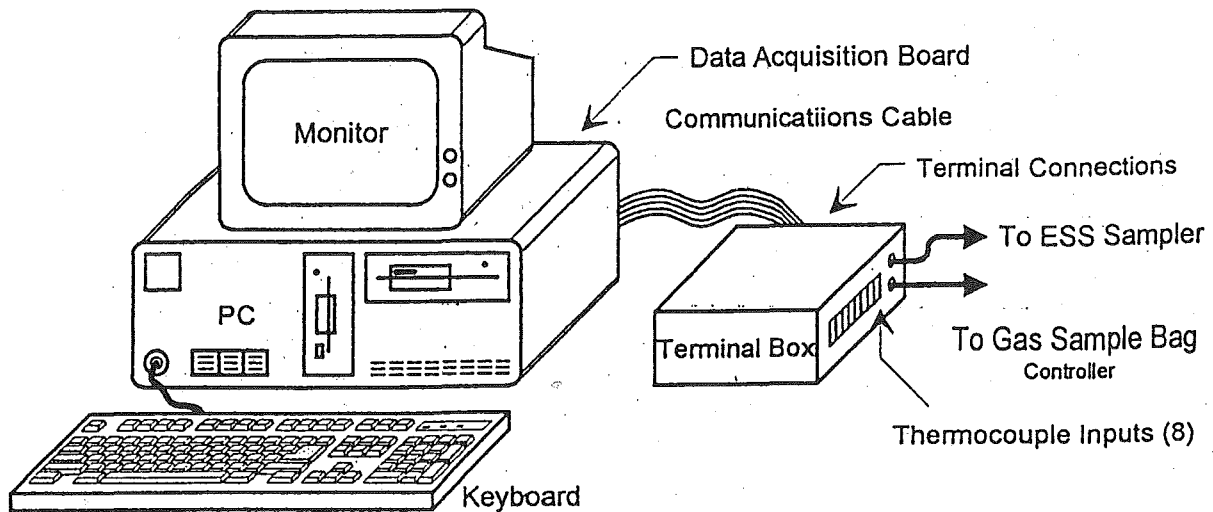 Data Acquisition Board
Monitor
Communicatiions Cable
Terminal Connections
To ESS Sampler
PC
Terminal Box
To Gas Sample Bag
Controller
Thermocouple Inputs (8)
Keyboard